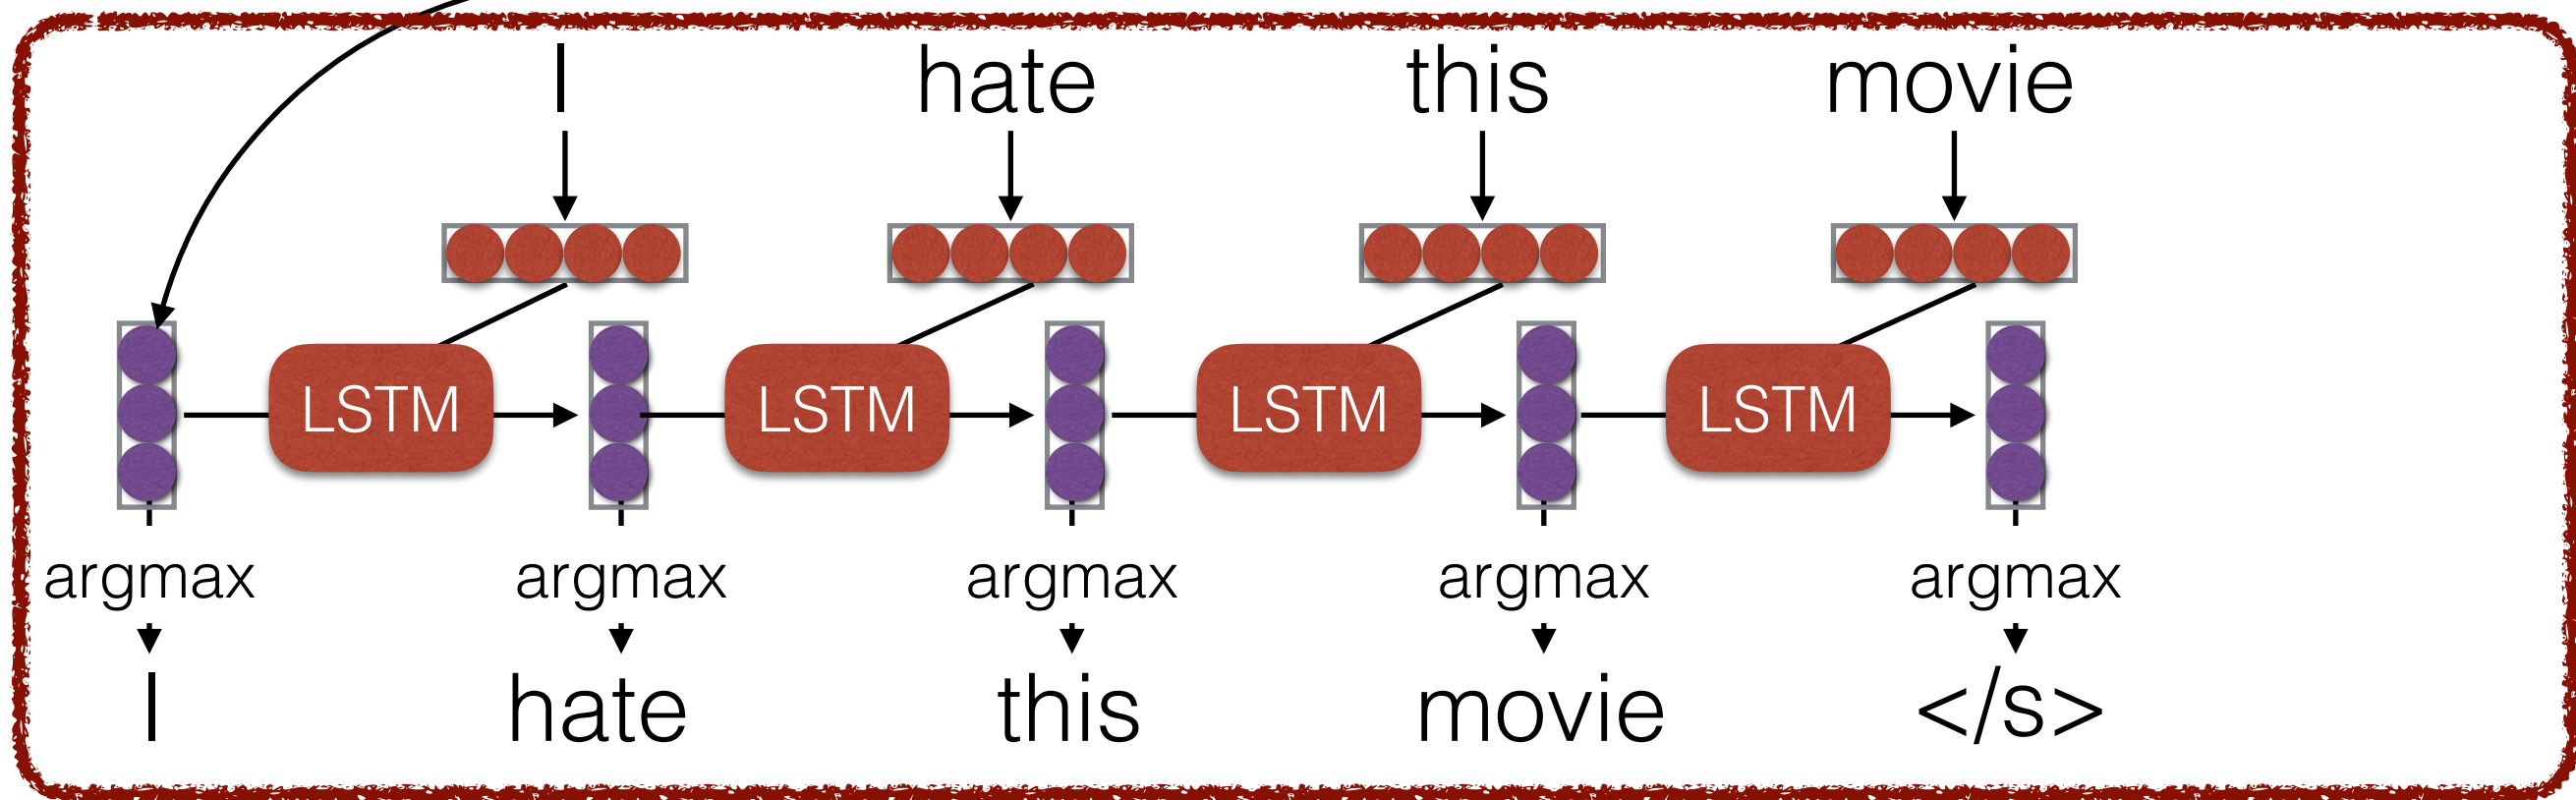 I hate this movie
LSTM LSTM LSTM LSTM
argmax argmax argmax argmax argmax
I hate this movie </s>